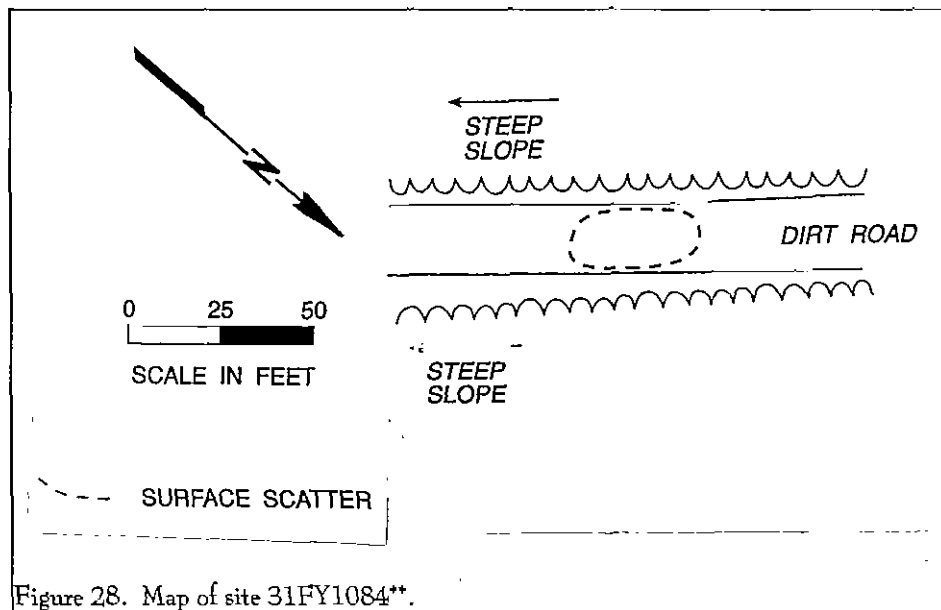 STEEP
SLOPE
N
DIRT ROAD
0 25 50
SCALE IN FEET
STEEP
SLOPE
SURFACE SCATTER
Figure 28. Map of site 31FY1084**.